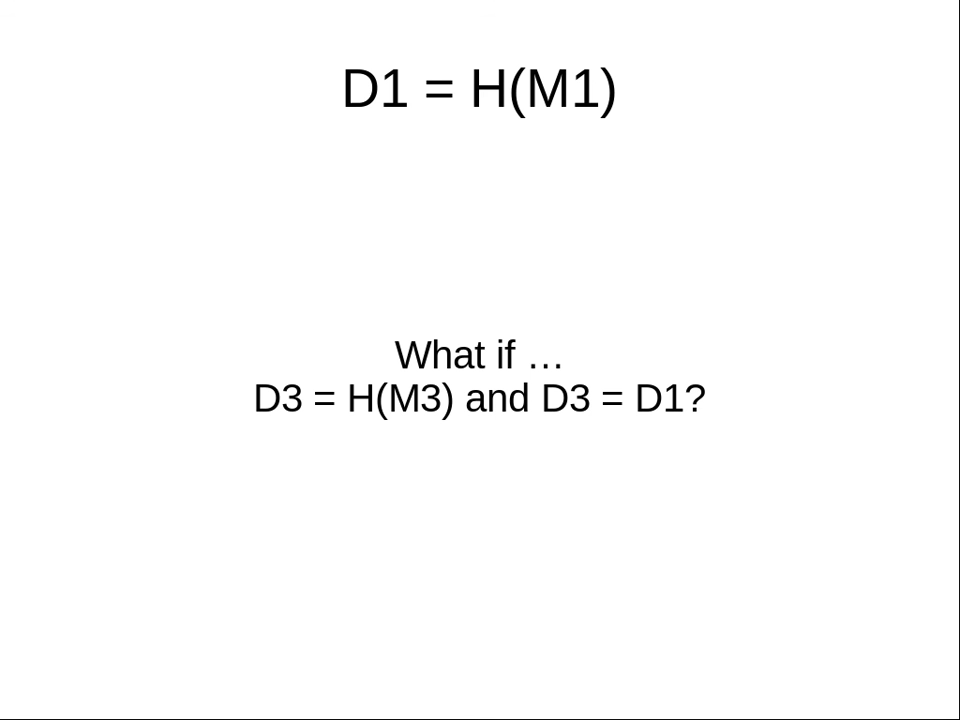 D1 = H(M1)
What if …
D3 = H(M3) and D3 = D1?